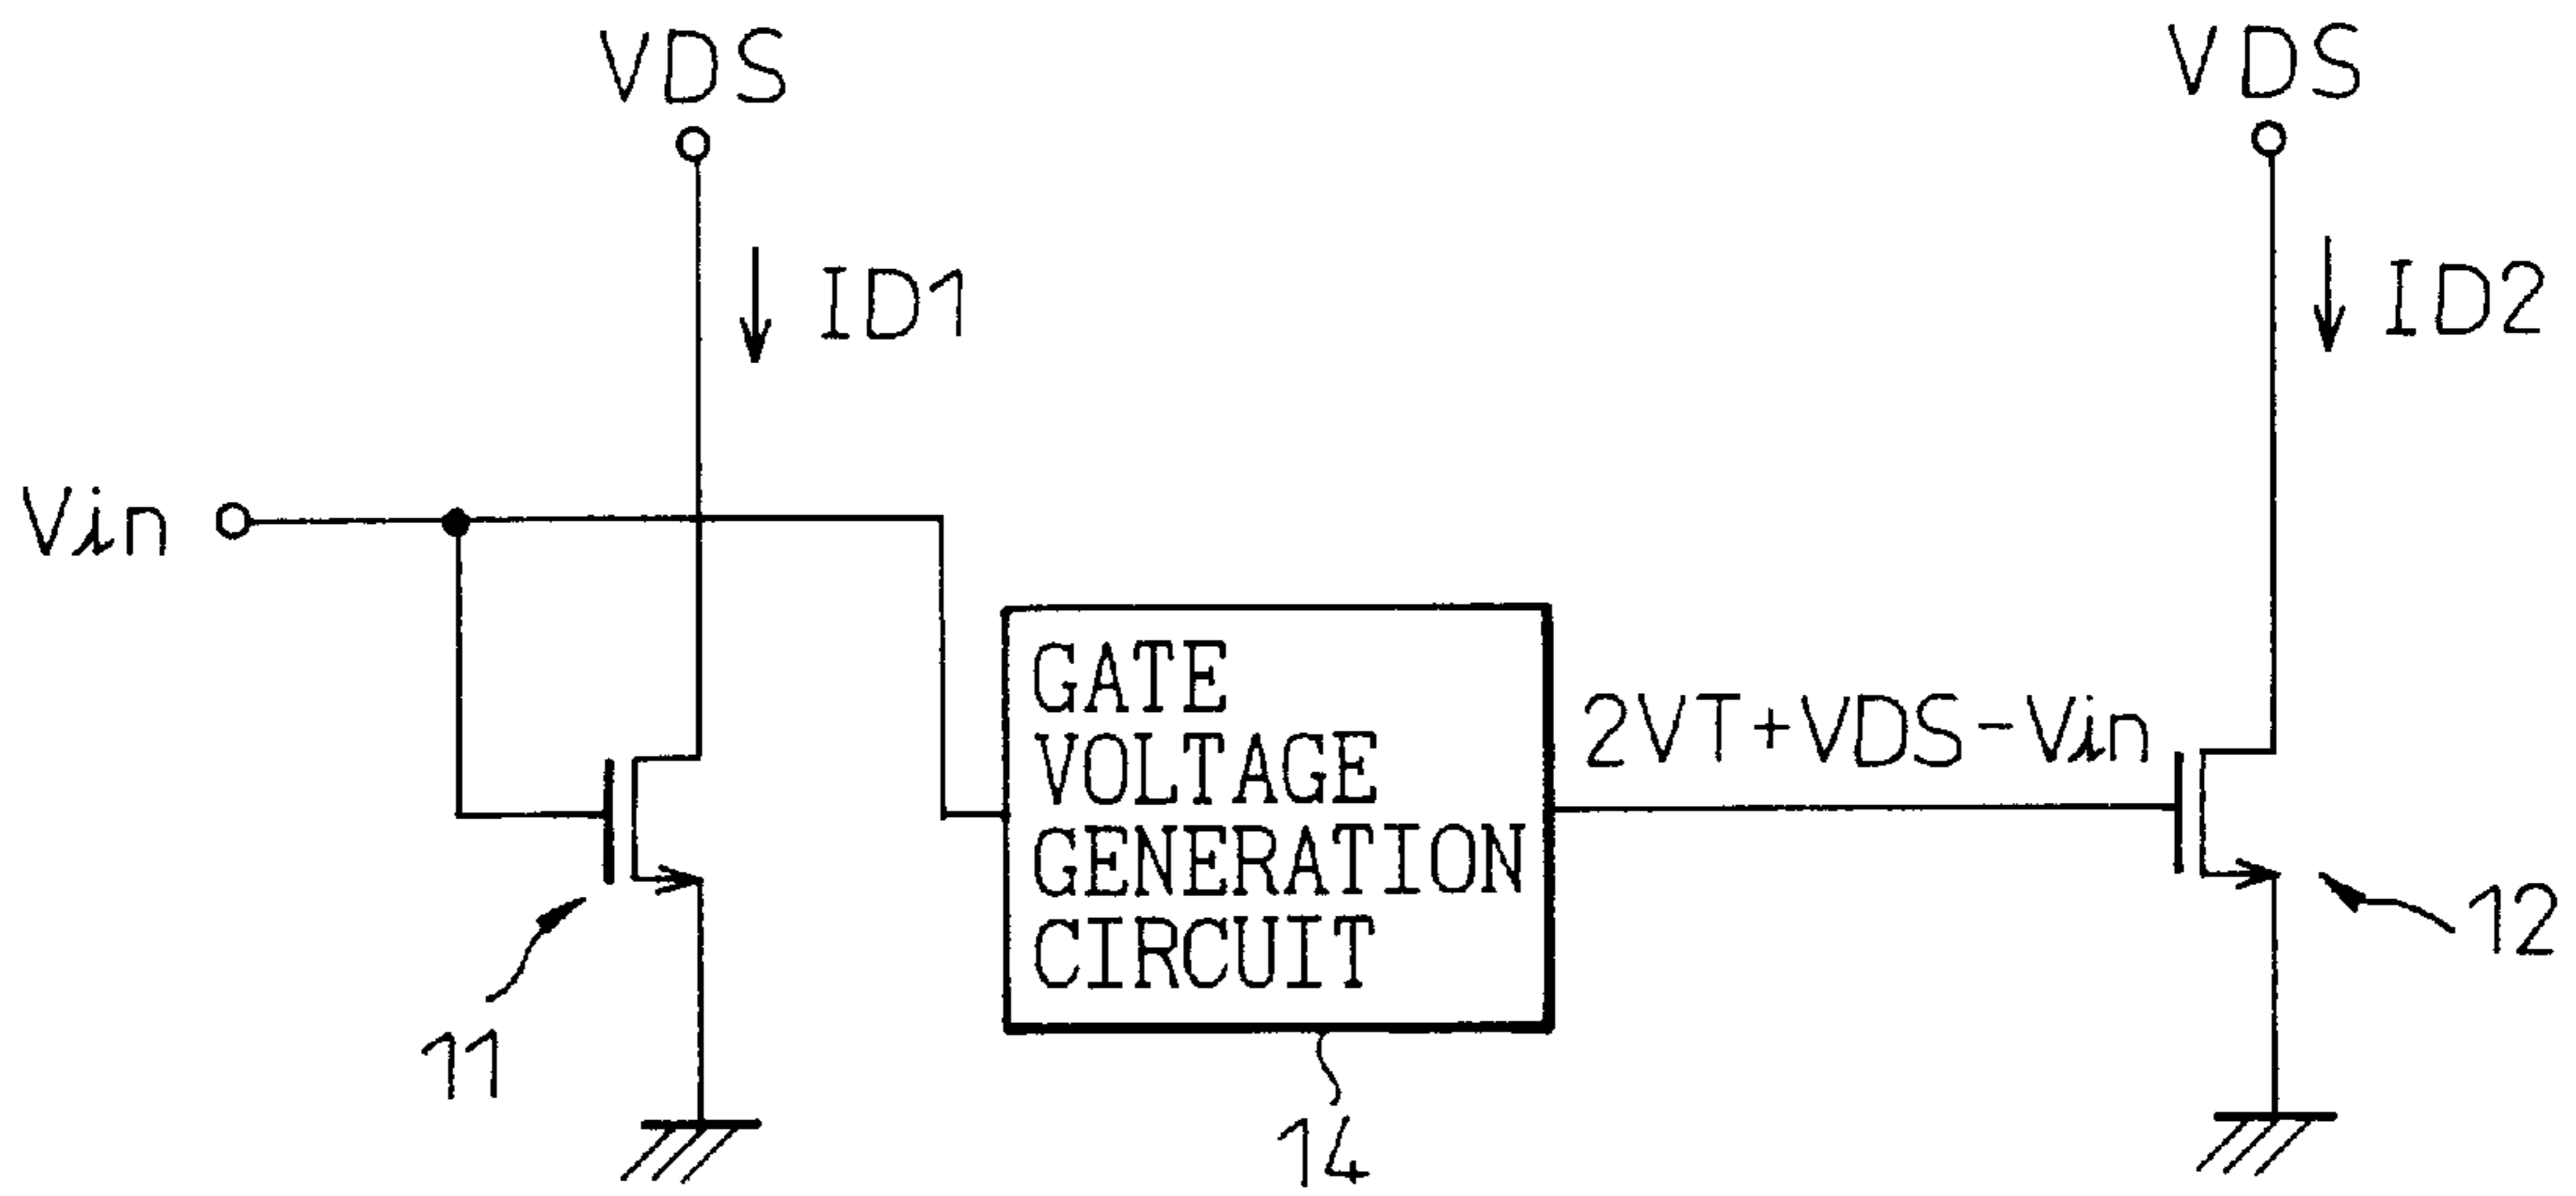 VDS
VDS
ID1
ID2
Vin
GATE
VOLTAGE
GENERATION
CIRCUIT
2VT+VDS-Vin
11
12
14